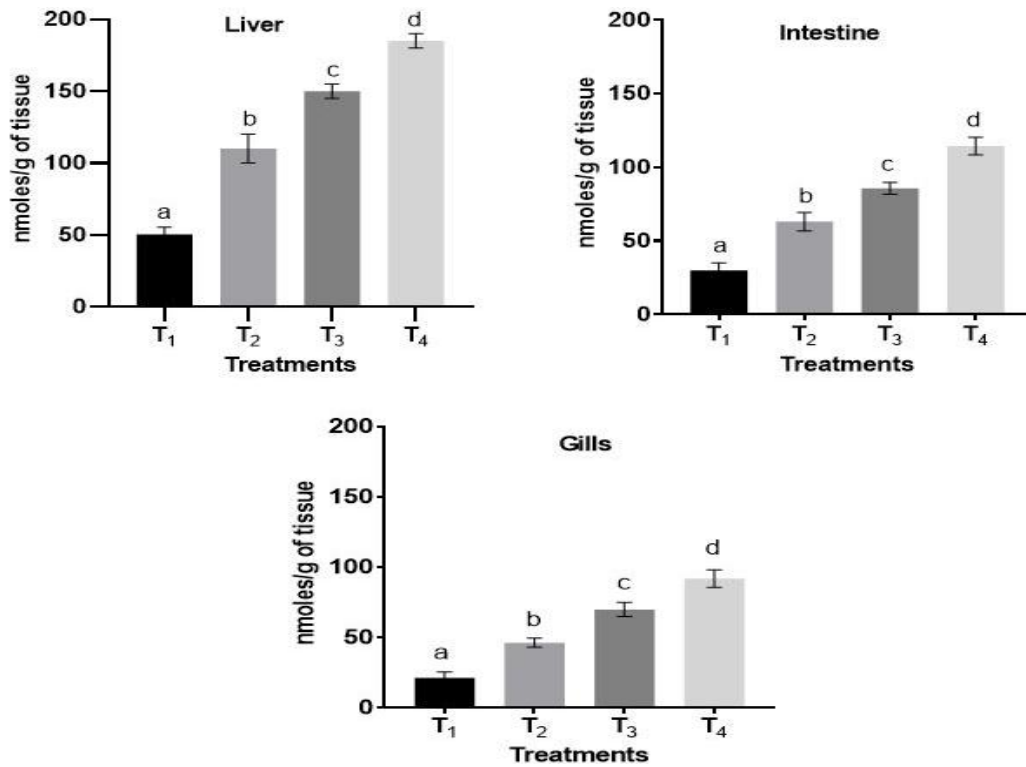 Liver
nmoles/g of tissue
200
150
100
50
0
a
b
c
d
T₁
T₂
T₃
T₄
Treatments
Intestine
nmoles/g of tissue
200
150
100
50
0
a
b
c
d
T₁
T₂
T₃
T₄
Treatments
Gills
nmoles/g of tissue
200
150
100
50
0
a
b
c
d
T₁
T₂
T₃
T₄
Treatments